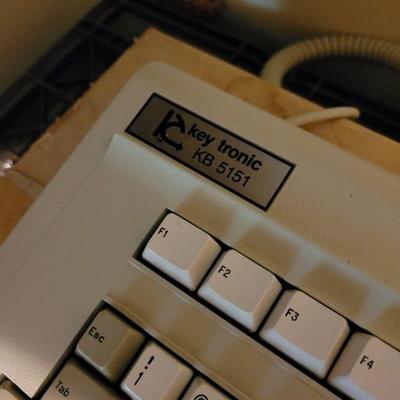 key tronic
KB 5151
F1
F2
F3
F4
Esc
!
1
@
Tab